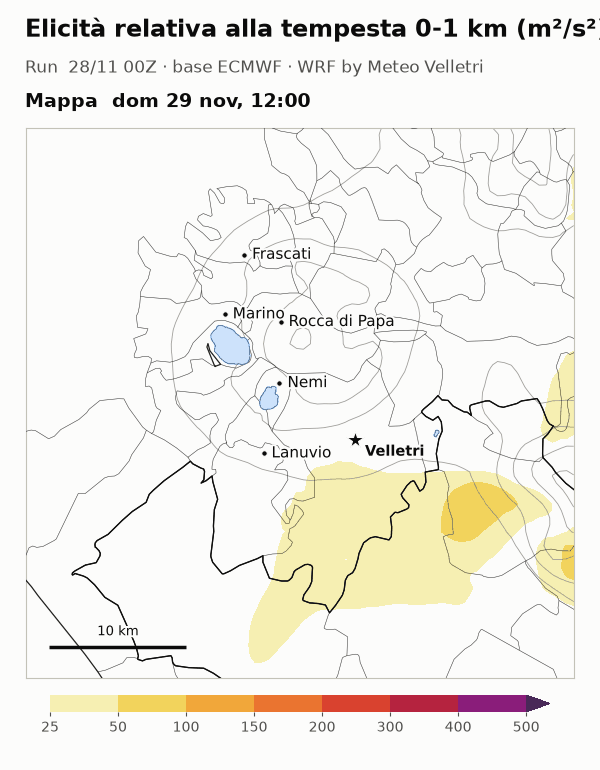 Elicità relativa alla tempesta 0-1 km (m²/s²)
Run 28/11 00Z · base ECMWF · WRF by Meteo Velletri
Mappa dom 29 nov, 12:00
Frascati
Marino
Rocca di Papa
Nemi
Velletri
Lanuvio
10 km
25 50 100 150 200 300 400 500